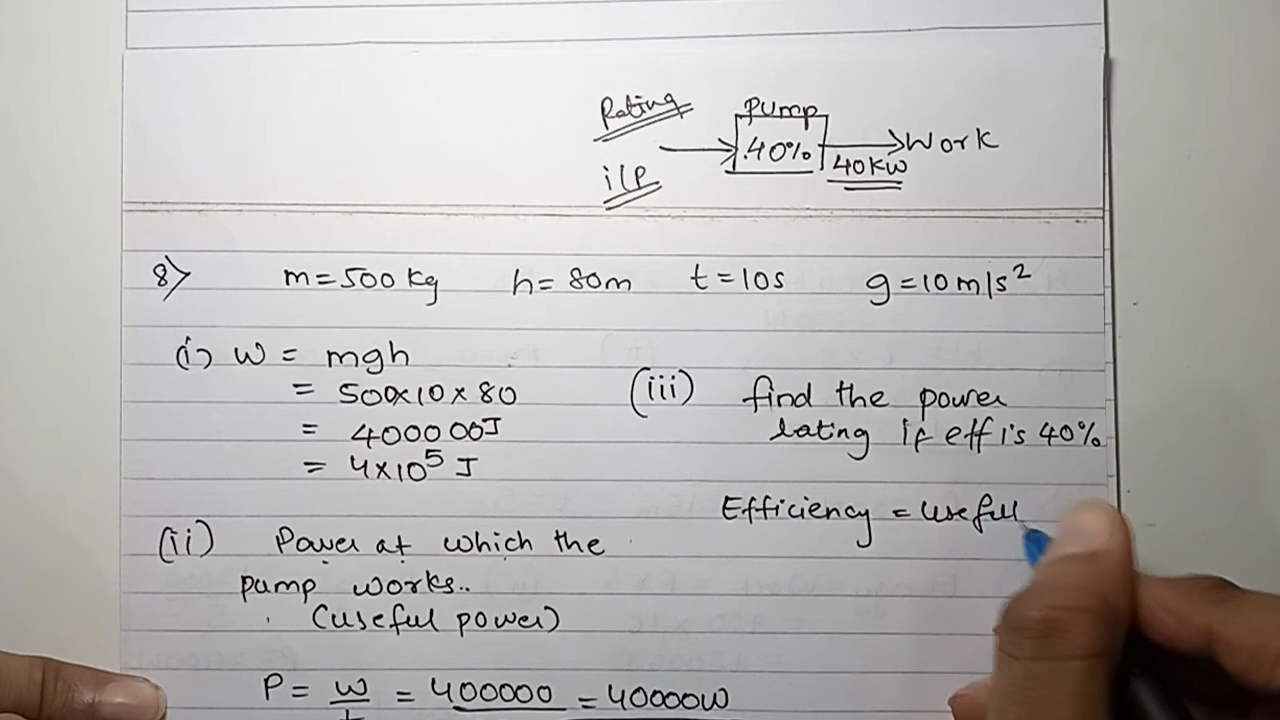 Rating
i/P
PUMP
40%
40KW
Work
8) m=500 kg h= 80m t=10s g=10m/s²
(i) W = mgh
= 500×10×80
= 400000J
= 4×10⁵ J
(ii) Power at which the
pump works..
(useful power)
P = W/t = 400000 = 40000W
(iii) find the power
rating if eff is 40%
Efficiency = Useful